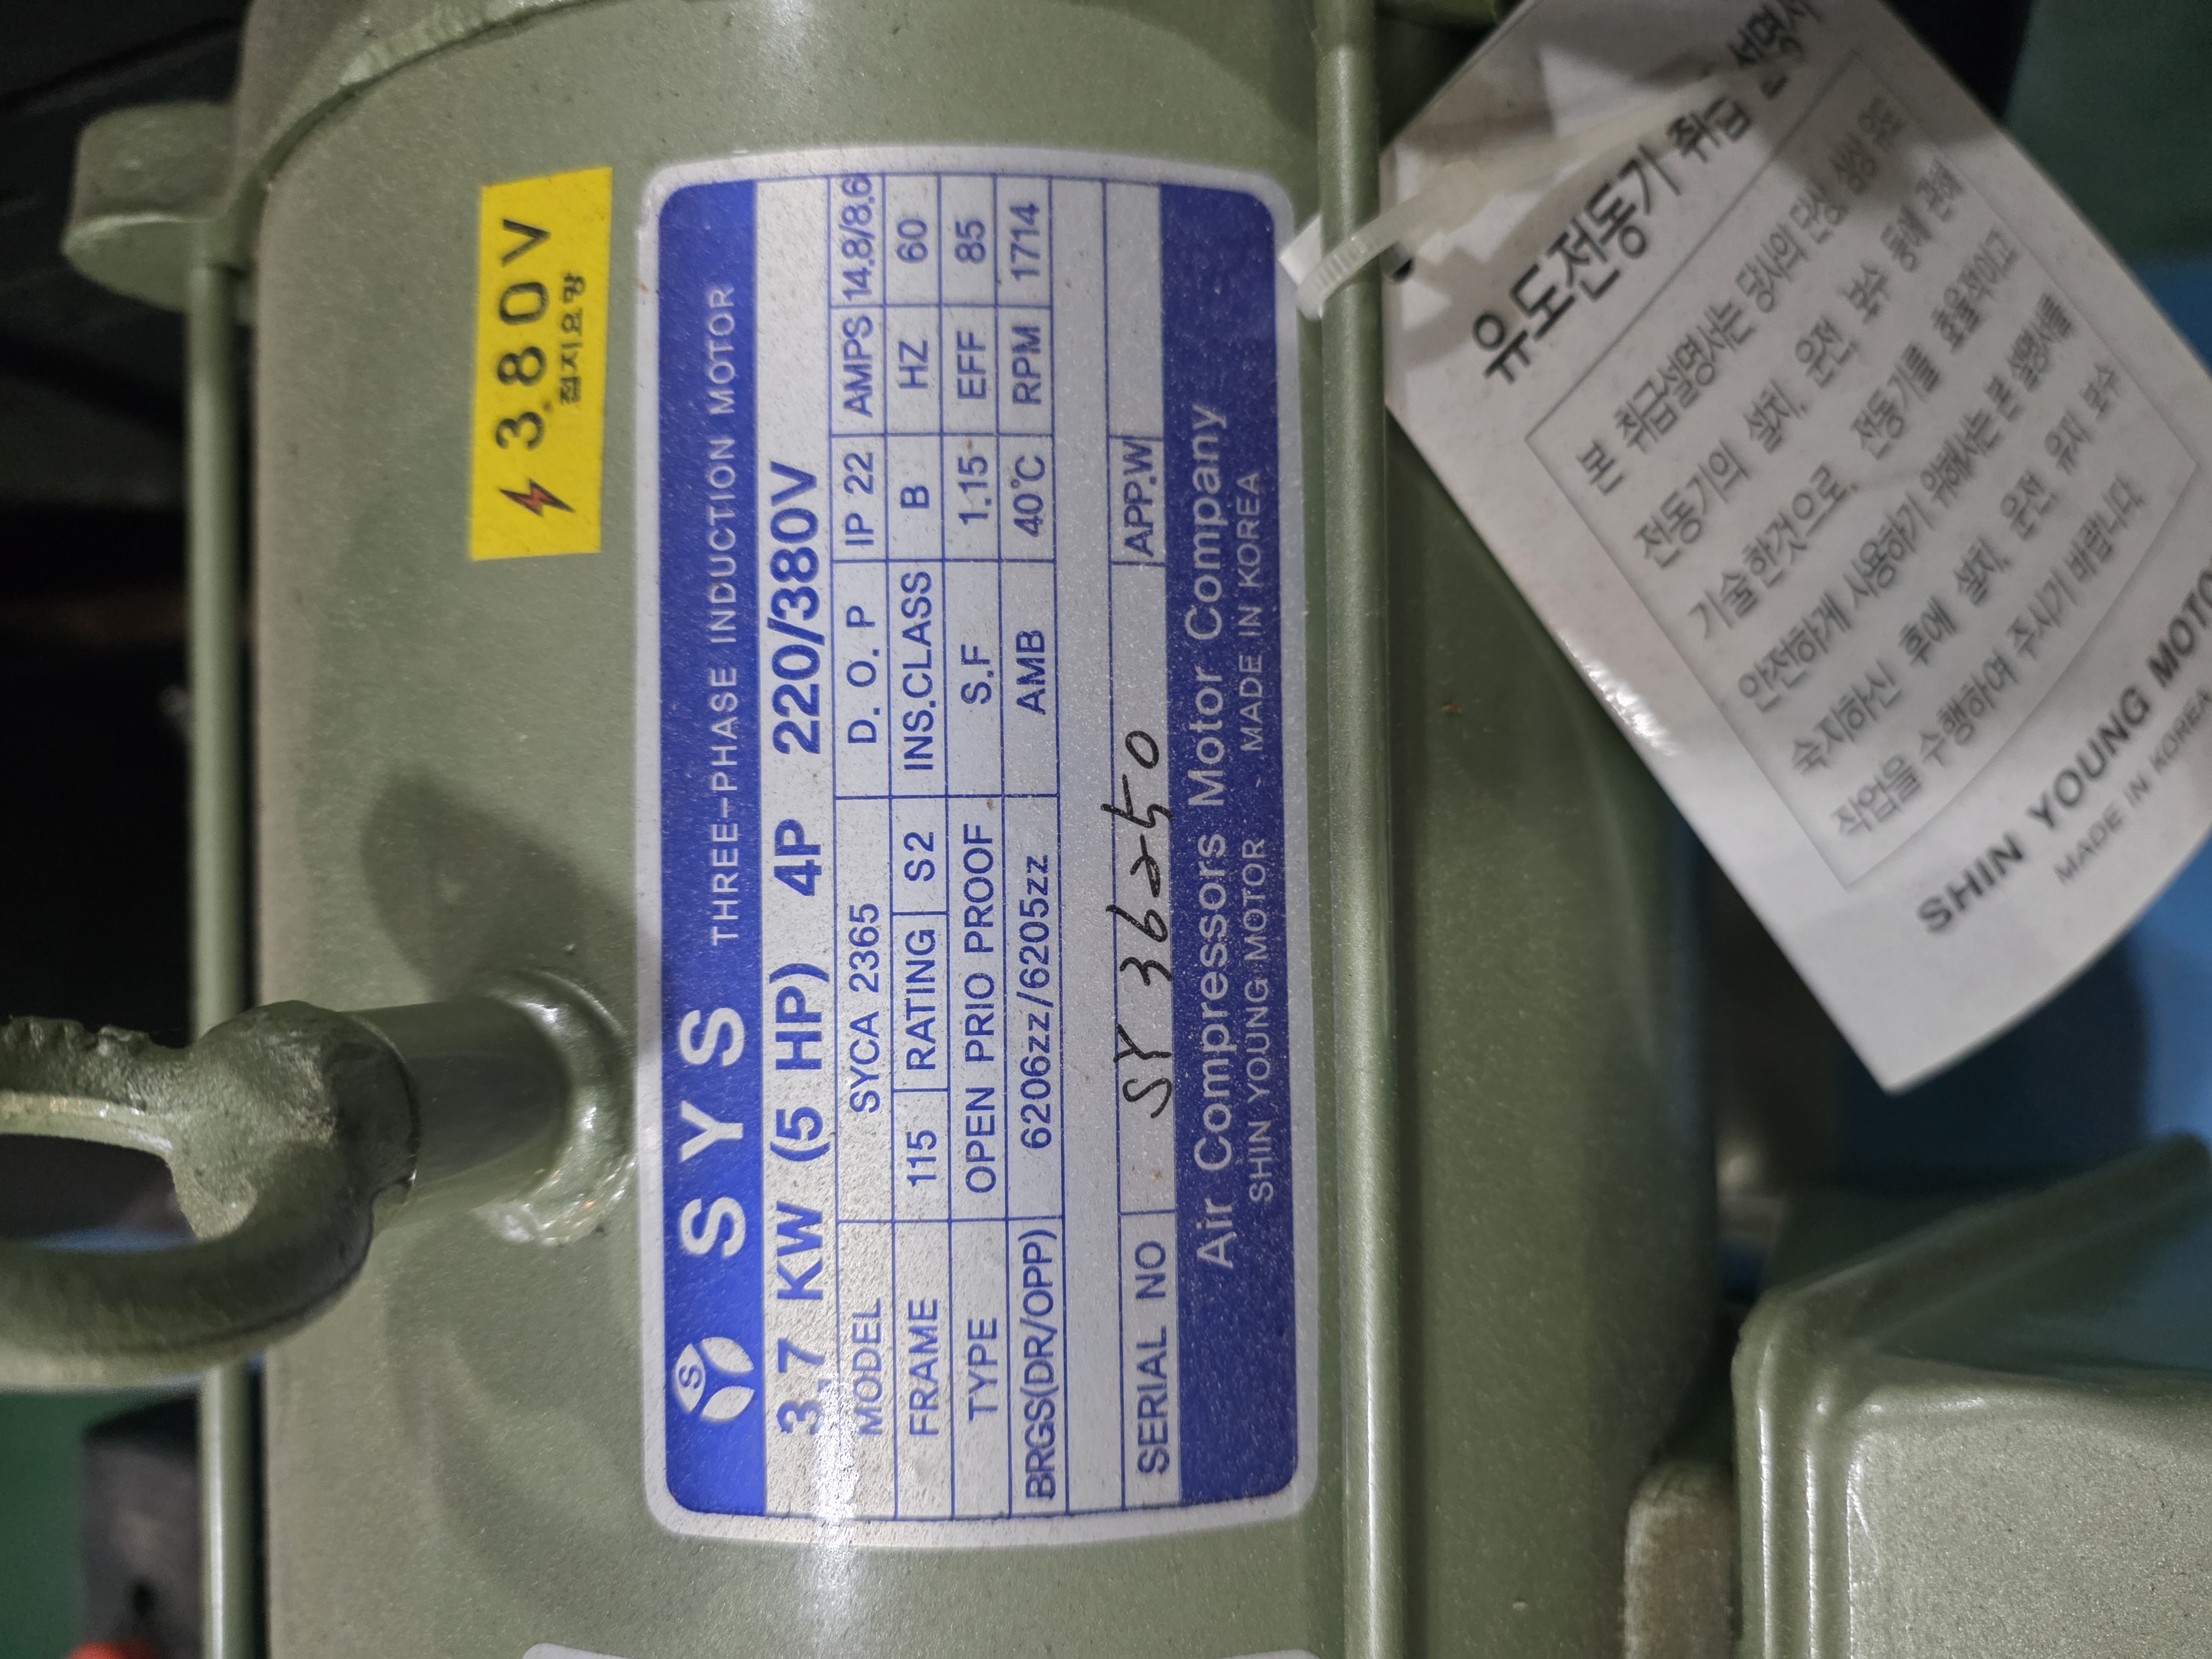 380V
접지요망
S
SYS THREE-PHASE INDUCTION MOTOR
3.7 KW (5 HP) 4P 220/380V
MODEL SYCA 2365 D. O. P IP 22 AMPS 14.8/8.6
FRAME 115 RATING S2 INS.CLASS B HZ 60
TYPE OPEN PRIO PROOF S.F 1.15 EFF 85
BRGS(DR/OPP) 6206zz/6205zz AMB 40℃ RPM 1714
SERIAL NO SY 36250 APP.W
Air Compressors Motor Company
SHIN YOUNG MOTOR MADE IN KOREA
유도전동기 취급 설명서
본 취급설명서는 당사의 단상, 삼상 유도
전동기의 설치, 운전, 보수 등에 관해
기술한것으로, 전동기를 효율적이고
안전하게 사용하기 위해서는 본 설명서를
숙지하신 후에 설치, 운전, 유지 보수
작업을 수행하여 주시기 바랍니다.
SHIN YOUNG MOTOR
MADE IN KOREA